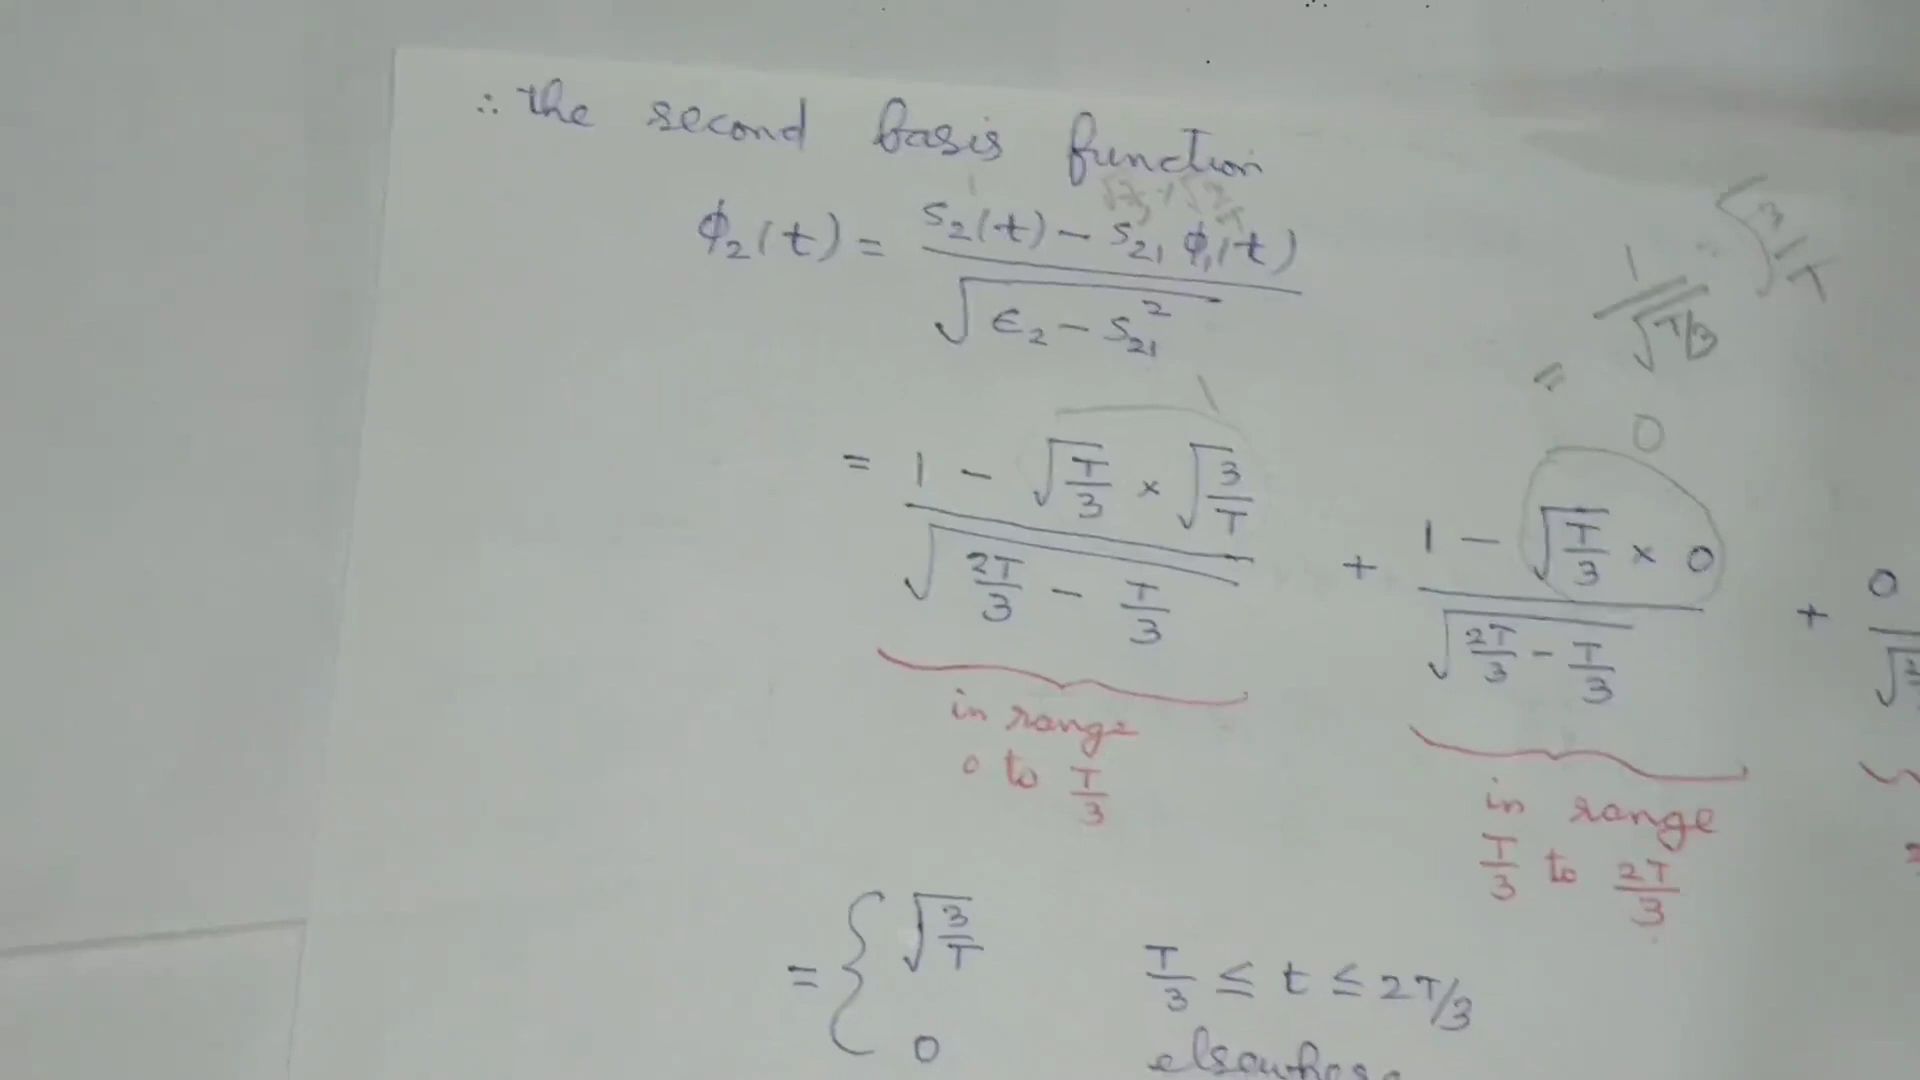 ∴ the second basis function
ϕ₂(t) = (s₂(t) − s₂₁ ϕ₁(t)) / √(ϵ₂ − s₂₁²)
1 / √(T/3)
√(3/T)
=
1
0
= (1 − √(T/3) × √(3/T)) / √(2T/3 − T/3) + (1 − √(T/3) × 0) / √(2T/3 − T/3) + 0
in range
0 to T/3
in range
T/3 to 2T/3
= { √(3/T)   T/3 ≤ t ≤ 2T/3
0   elsewhere